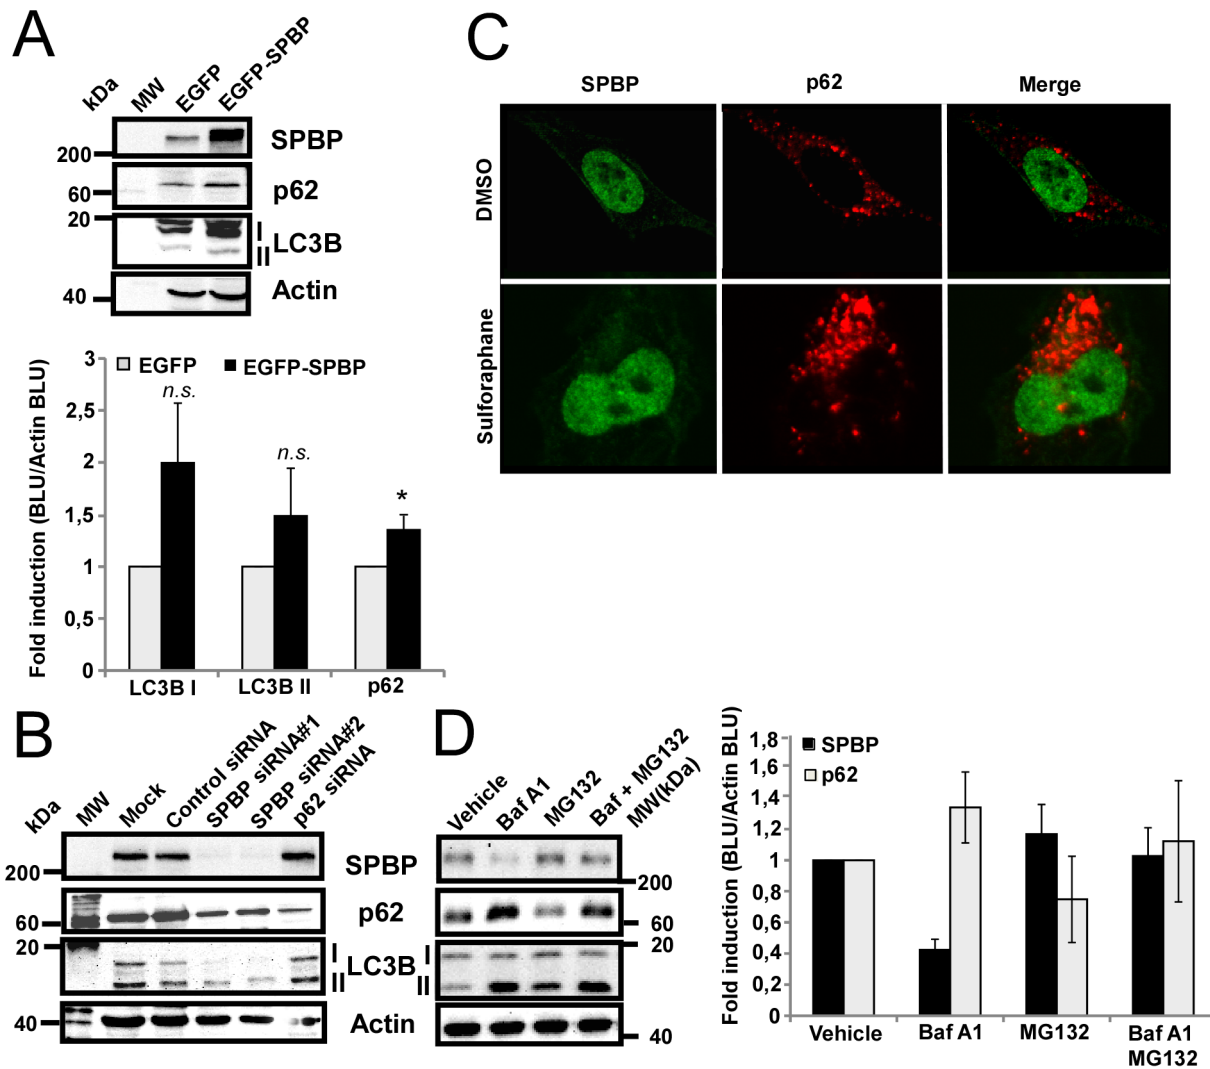 A
kDa
MW
EGFP
EGFP-SPBP
200
SPBP
60
p62
20
I
II
LC3B
40
Actin
Fold induction (BLU/Actin BLU)
3
2,5
2
1,5
1
0,5
0
EGFP
EGFP-SPBP
n.s.
n.s.
*
LC3B I
LC3B II
p62
C
SPBP
p62
Merge
DMSO
Sulforaphane
B
kDa
MW
Mock
Control siRNA
SPBP siRNA#1
SPBP siRNA#2
p62 siRNA
200
SPBP
60
p62
20
I
II
LC3B
40
Actin
D
Vehicle
Baf A1
MG132
Baf + MG132
MW(kDa)
200
60
I
II
20
40
Fold induction (BLU/Actin BLU)
1,8
1,6
1,4
1,2
1
0,8
0,6
0,4
0,2
0
SPBP
p62
Vehicle
Baf A1
MG132
Baf A1
MG132